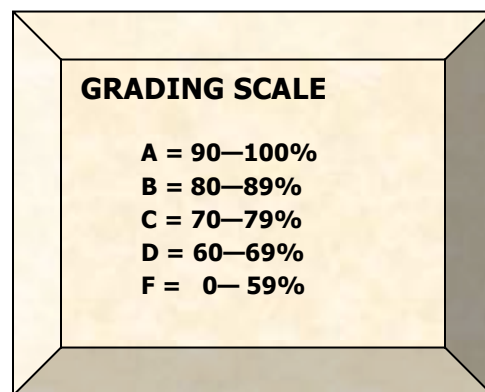 GRADING SCALE
A = 90—100%
B = 80—89%
C = 70—79%
D = 60—69%
F =   0— 59%